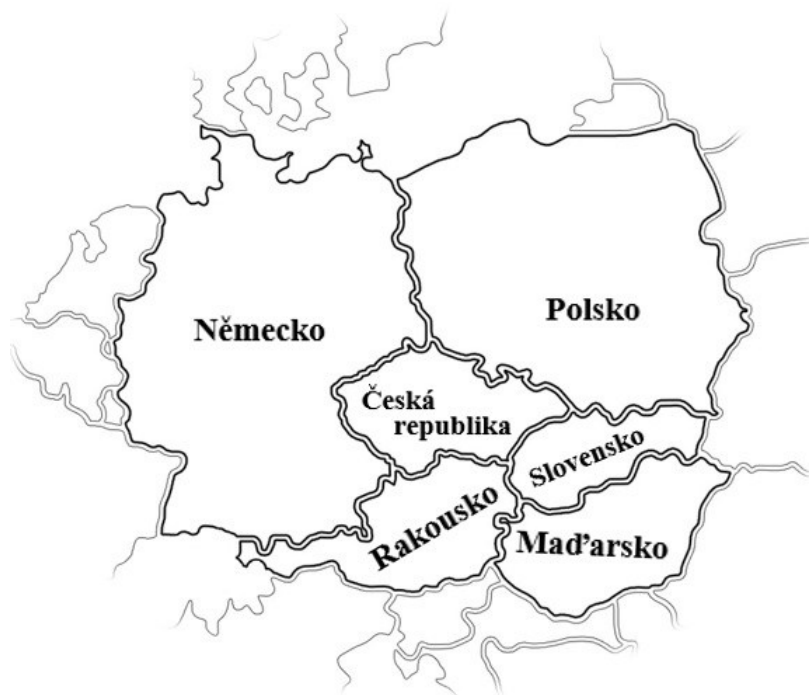 Německo
Polsko
Česká
republika
Slovensko
Rakousko
Maďarsko